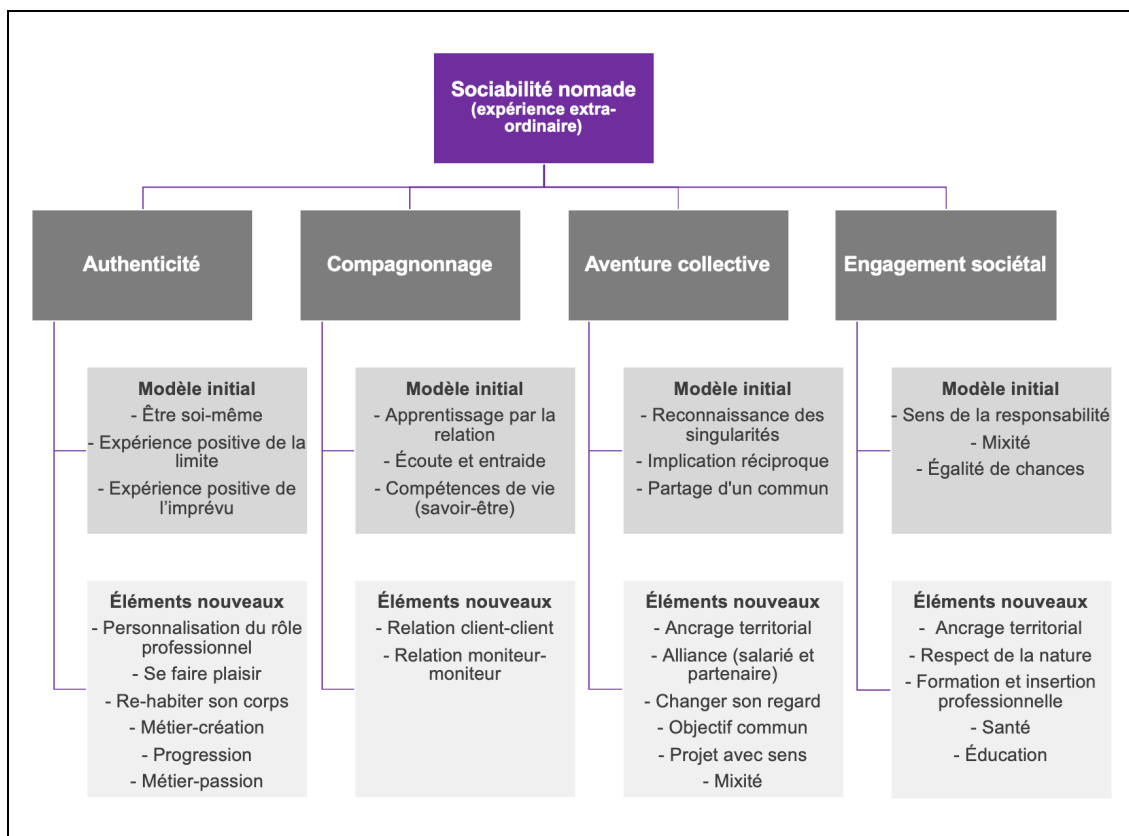 Sociabilité nomade
(expérience extra-
ordinaire)
Authenticité
Compagnonnage
Aventure collective
Engagement sociétal
Modèle initial
- Être soi-même
- Expérience positive de la
limite
- Expérience positive de
l’imprévu
Modèle initial
- Apprentissage par la
relation
- Écoute et entraide
- Compétences de vie
(savoir-être)
Modèle initial
- Reconnaissance des
singularités
- Implication réciproque
- Partage d'un commun
Modèle initial
- Sens de la responsabilité
- Mixité
- Égalité de chances
Éléments nouveaux
- Personnalisation du rôle
professionnel
- Se faire plaisir
- Re-habiter son corps
- Métier-création
- Progression
- Métier-passion
Éléments nouveaux
- Relation client-client
- Relation moniteur-
moniteur
Éléments nouveaux
- Ancrage territorial
- Alliance (salarié et
partenaire)
- Changer son regard
- Objectif commun
- Projet avec sens
- Mixité
Éléments nouveaux
- Ancrage territorial
- Respect de la nature
- Formation et insertion
professionnelle
- Santé
- Éducation